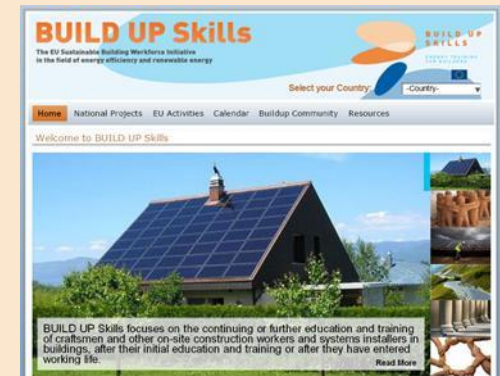 BUILD UP Skills
The EU Sustainable Building Workforce Initiative
in the field of energy efficiency and renewable energy
BUILD UP
SKILLS
ENERGY TRAINING
FOR BUILDERS
Select your Country:
-Country-
Home National Projects EU Activities Calendar Buildup Community Resources
Welcome to BUILD UP Skills
BUILD UP Skills focuses on the continuing or further education and training
of craftsmen and other on-site construction workers and systems installers in
buildings, after their initial education and training or after they have entered
working life.
Read More